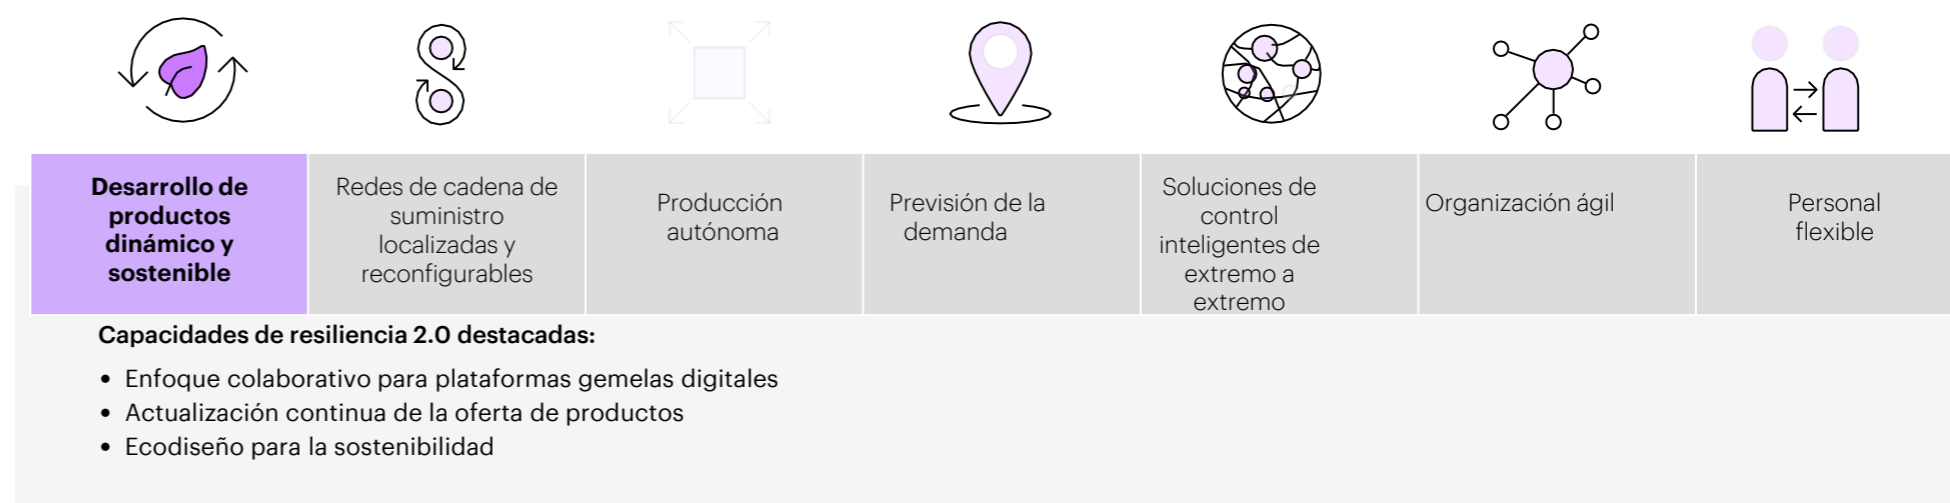 Desarrollo de
productos
dinámico y
sostenible
Redes de cadena de
suministro
localizadas y
reconfigurables
Producción
autónoma
Previsión de la
demanda
Soluciones de
control
inteligentes de
extremo a
extremo
Organización ágil
Personal
flexible
Capacidades de resiliencia 2.0 destacadas:
• Enfoque colaborativo para plataformas gemelas digitales
• Actualización continua de la oferta de productos
• Ecodiseño para la sostenibilidad